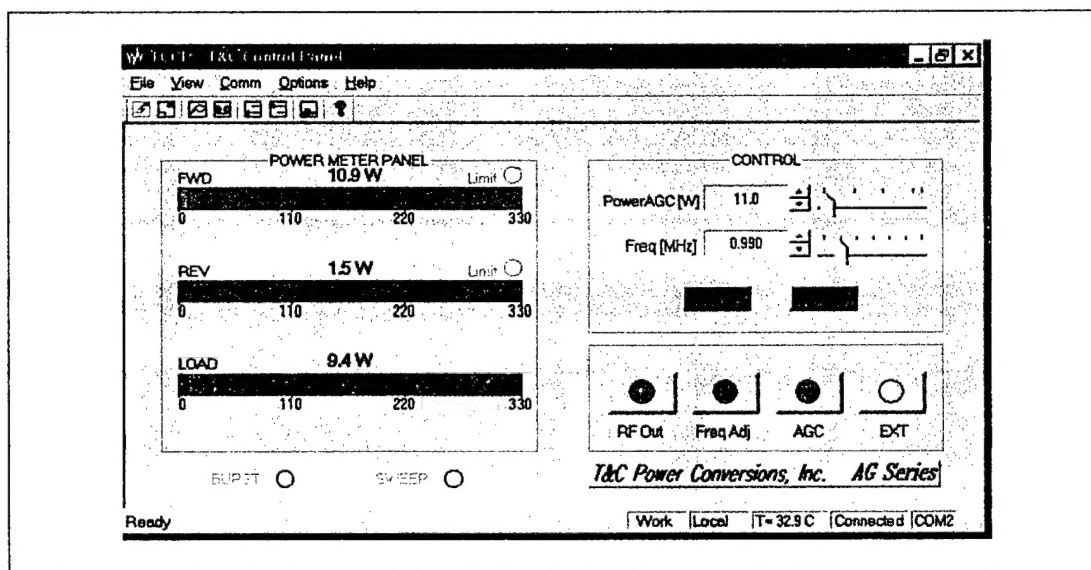 TCCP - T&C Control Panel
File View Comm Options Help
POWER METER PANEL
FWD 10.9 W Limit
0 110 220 330
REV 1.5 W Limit
0 110 220 330
LOAD 9.4 W
0 110 220 330
BURST SWEEP
CONTROL
PowerAGC [W] 11.0
Freq [MHz] 0.990
RF Out Freq Adj AGC EXT
T&C Power Conversions, Inc. AG Series
Ready Work Local T= 32.9 C Connected COM2